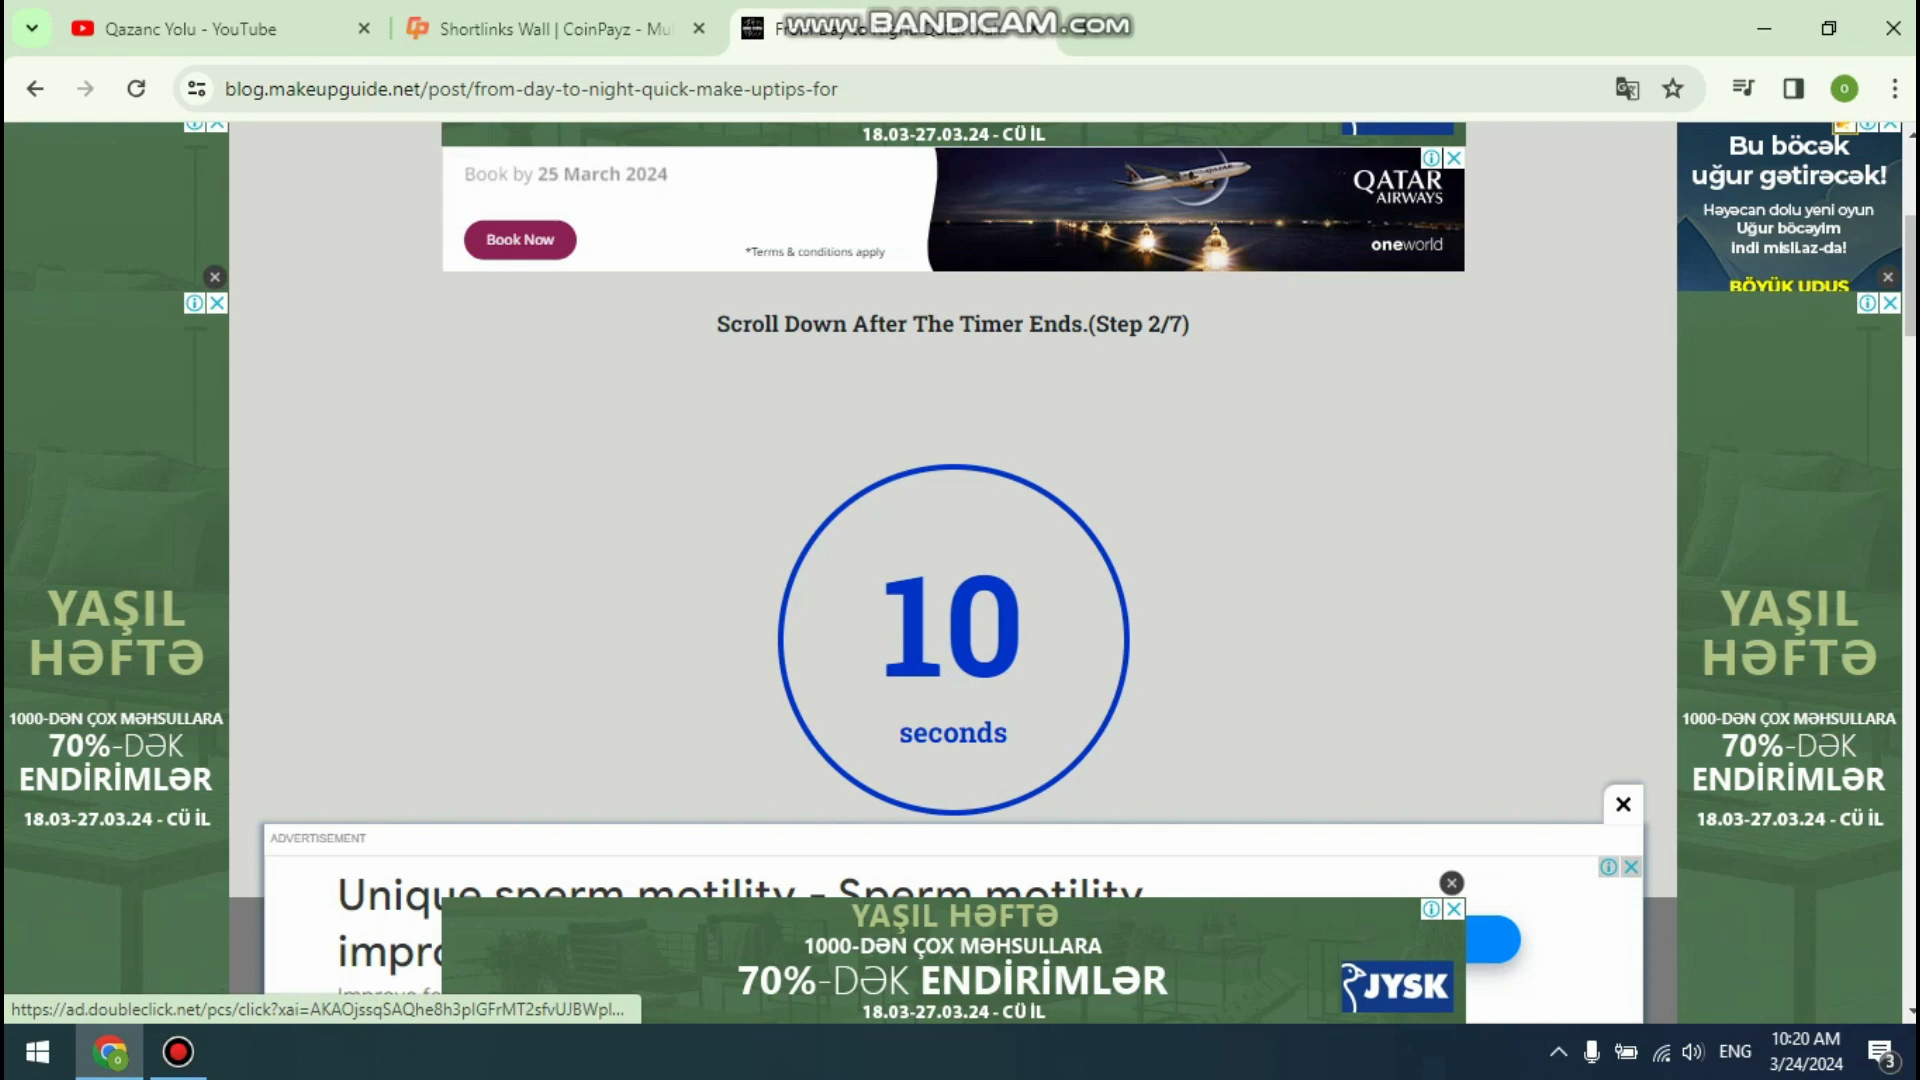 Qazanc Yolu - YouTube
Shortlinks Wall | CoinPayz - Mu
www.BANDICAM.com
blog.makeupguide.net/post/from-day-to-night-quick-make-uptips-for
18.03-27.03.24 - CÜ İL
Book by 25 March 2024
Book Now
*Terms & conditions apply
QATAR
AIRWAYS
oneworld
Bu böcək
uğur gətirəcək!
Həyəcan dolu yeni oyun
Uğur böcəyim
indi misli.az-da!
BÖYÜK UDUŞ
Scroll Down After The Timer Ends.(Step 2/7)
10
seconds
YAŞIL
HƏFTƏ
1000-DƏN ÇOX MƏHSULLARA
70%-DƏK
ENDİRİMLƏR
18.03-27.03.24 - CÜ İL
YAŞIL
HƏFTƏ
1000-DƏN ÇOX MƏHSULLARA
70%-DƏK
ENDİRİMLƏR
18.03-27.03.24 - CÜ İL
ADVERTISEMENT
Unique sperm motility - Sperm motility
YAŞIL HƏFTƏ
1000-DƏN ÇOX MƏHSULLARA
70%-DƏK ENDİRİMLƏR
18.03-27.03.24 - CÜ İL
JYSK
https://ad.doubleclick.net/pcs/click?xai=AKAOjssqSAQhe8h3pIGFrMT2sfvUJBWpl...
ENG
10:20 AM
3/24/2024
3